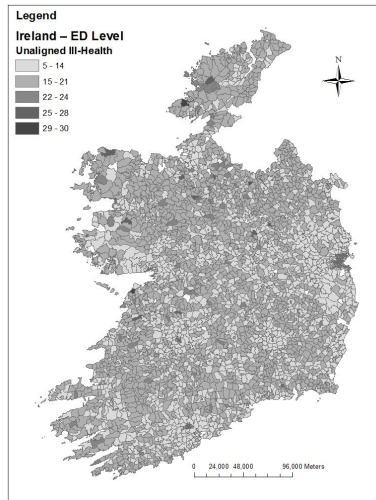 Legend
Ireland – ED Level
Unaligned Ill-Health
5 - 14
15 - 21
22 - 24
25 - 28
29 - 30
N
0 24,000 48,000 96,000 Meters